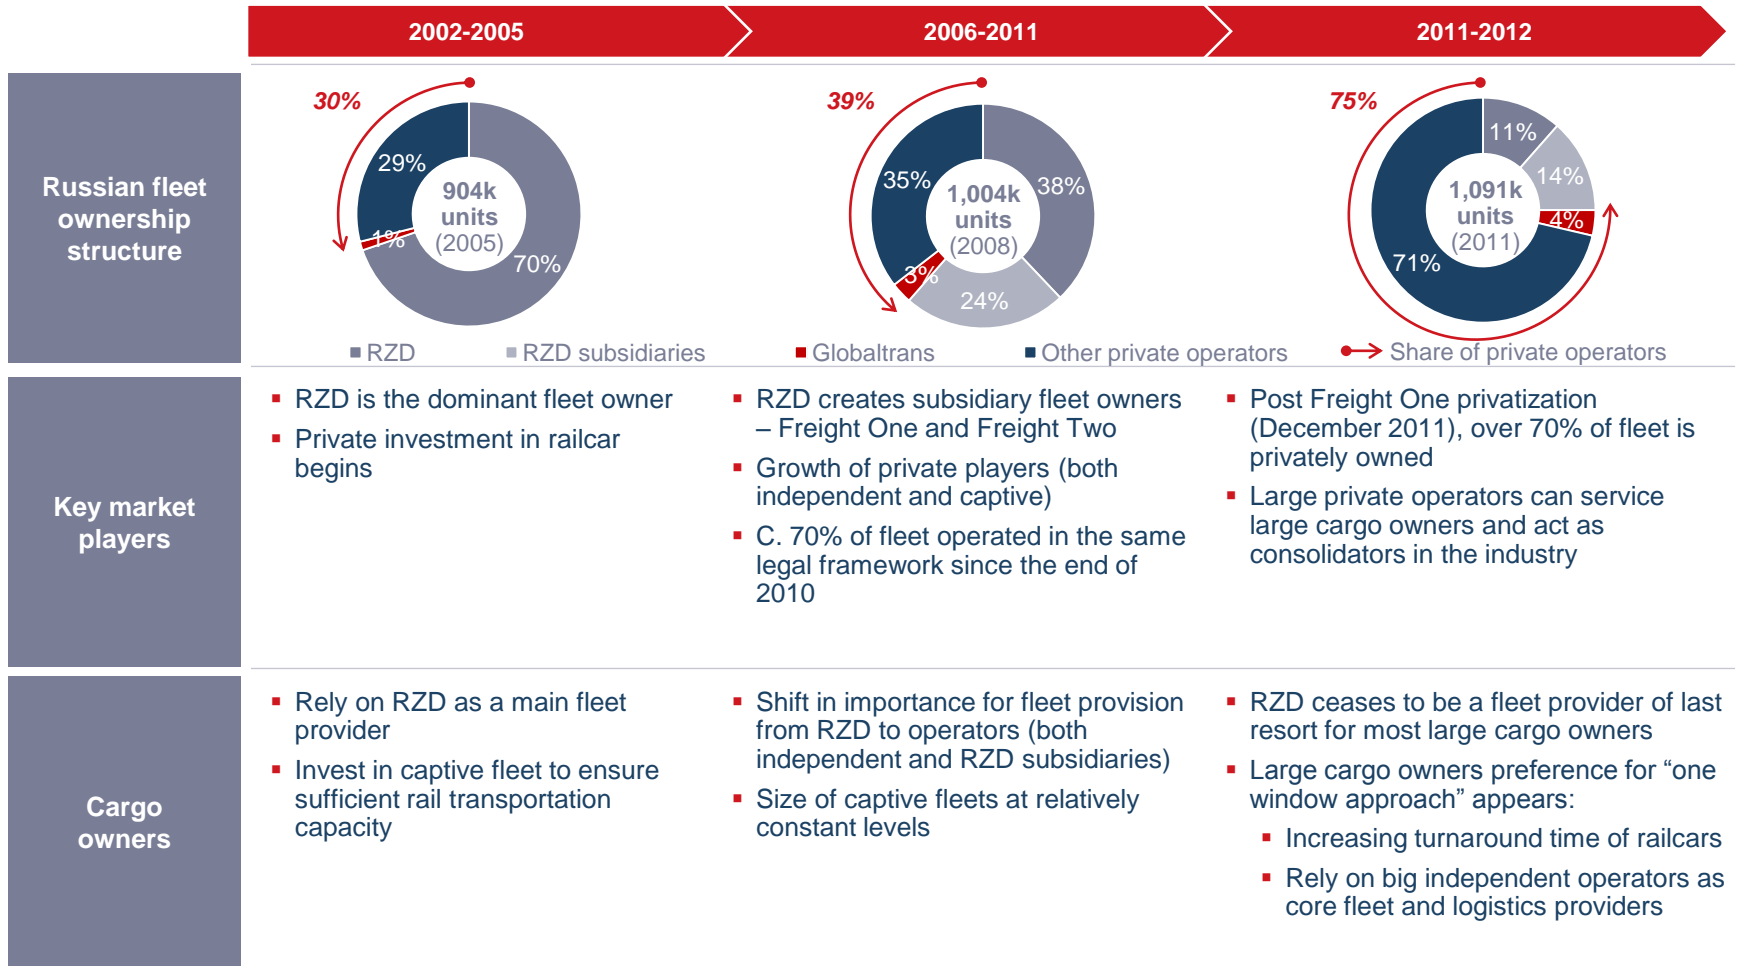 2002-2005
2006-2011
2011-2012
Russian fleet
ownership
structure
30%
29%
1%
70%
904k
units
(2005)
39%
35%
3%
24%
38%
1,004k
units
(2008)
75%
11%
14%
4%
71%
1,091k
units
(2011)
RZD
RZD subsidiaries
Globaltrans
Other private operators
Share of private operators
Key market
players
RZD is the dominant fleet owner
Private investment in railcar
begins
RZD creates subsidiary fleet owners
– Freight One and Freight Two
Growth of private players (both
independent and captive)
C. 70% of fleet operated in the same
legal framework since the end of
2010
Post Freight One privatization
(December 2011), over 70% of fleet is
privately owned
Large private operators can service
large cargo owners and act as
consolidators in the industry
Cargo
owners
Rely on RZD as a main fleet
provider
Invest in captive fleet to ensure
sufficient rail transportation
capacity
Shift in importance for fleet provision
from RZD to operators (both
independent and RZD subsidiaries)
Size of captive fleets at relatively
constant levels
RZD ceases to be a fleet provider of last
resort for most large cargo owners
Large cargo owners preference for “one
window approach” appears:
Increasing turnaround time of railcars
Rely on big independent operators as
core fleet and logistics providers